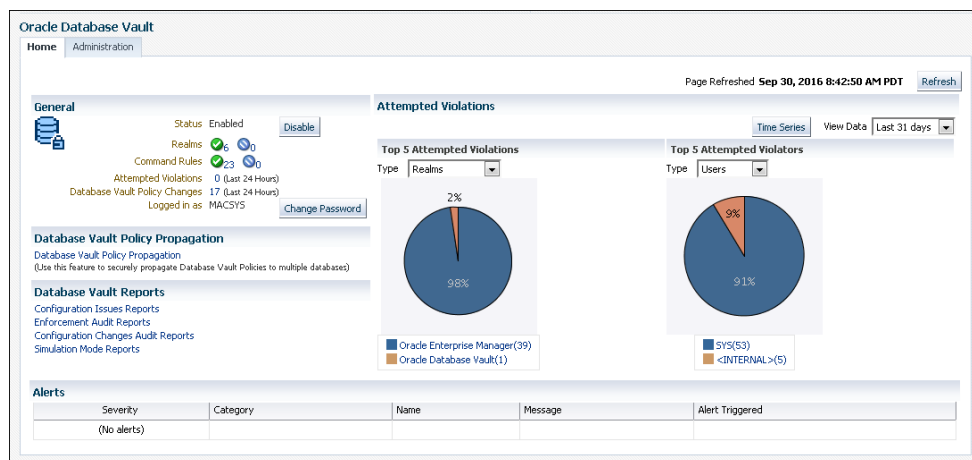 Oracle Database Vault
Home Administration
Page Refreshed Sep 30, 2016 8:42:50 AM PDT Refresh
General
Status Enabled Disable
Realms 6 0
Command Rules 23 0
Attempted Violations 0 (Last 24 Hours)
Database Vault Policy Changes 17 (Last 24 Hours)
Logged in as MACSYS Change Password
Database Vault Policy Propagation
Database Vault Policy Propagation
(Use this feature to securely propagate Database Vault Policies to multiple databases)
Database Vault Reports
Configuration Issues Reports
Enforcement Audit Reports
Configuration Changes Audit Reports
Simulation Mode Reports
Attempted Violations
Time Series View Data Last 31 days
Top 5 Attempted Violations
Type Realms
2%
98%
Oracle Enterprise Manager(39)
Oracle Database Vault(1)
Top 5 Attempted Violators
Type Users
9%
91%
SYS(53)
<INTERNAL>(5)
Alerts
Severity Category Name Message Alert Triggered
(No alerts)